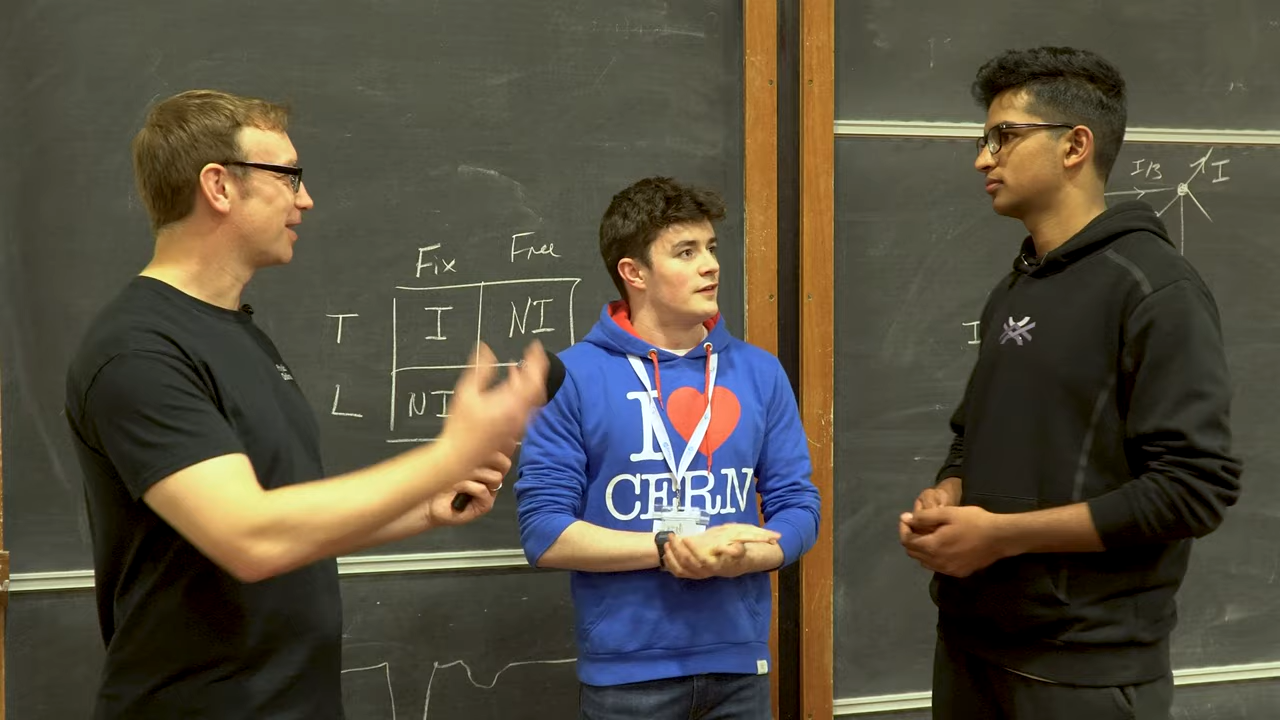 Fix Free
T I NI
L NI
I ❤
CERN
I/3 I
I